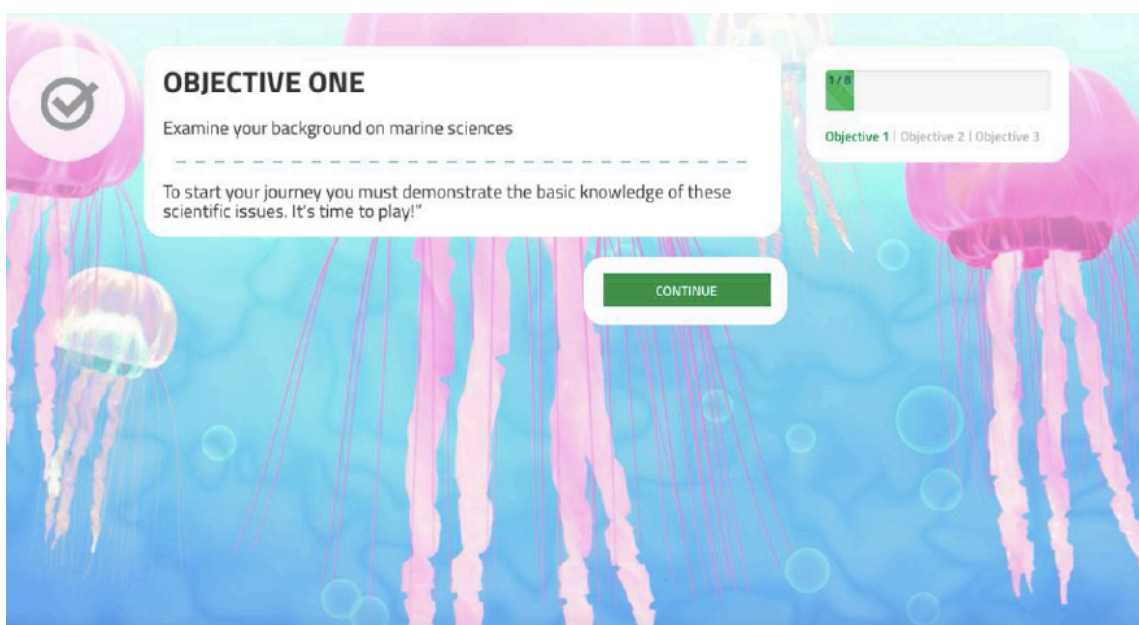 OBJECTIVE ONE
Examine your background on marine sciences
To start your journey you must demonstrate the basic knowledge of these
scientific issues. It's time to play!”
CONTINUE
1 / 8
Objective 1 | Objective 2 | Objective 3